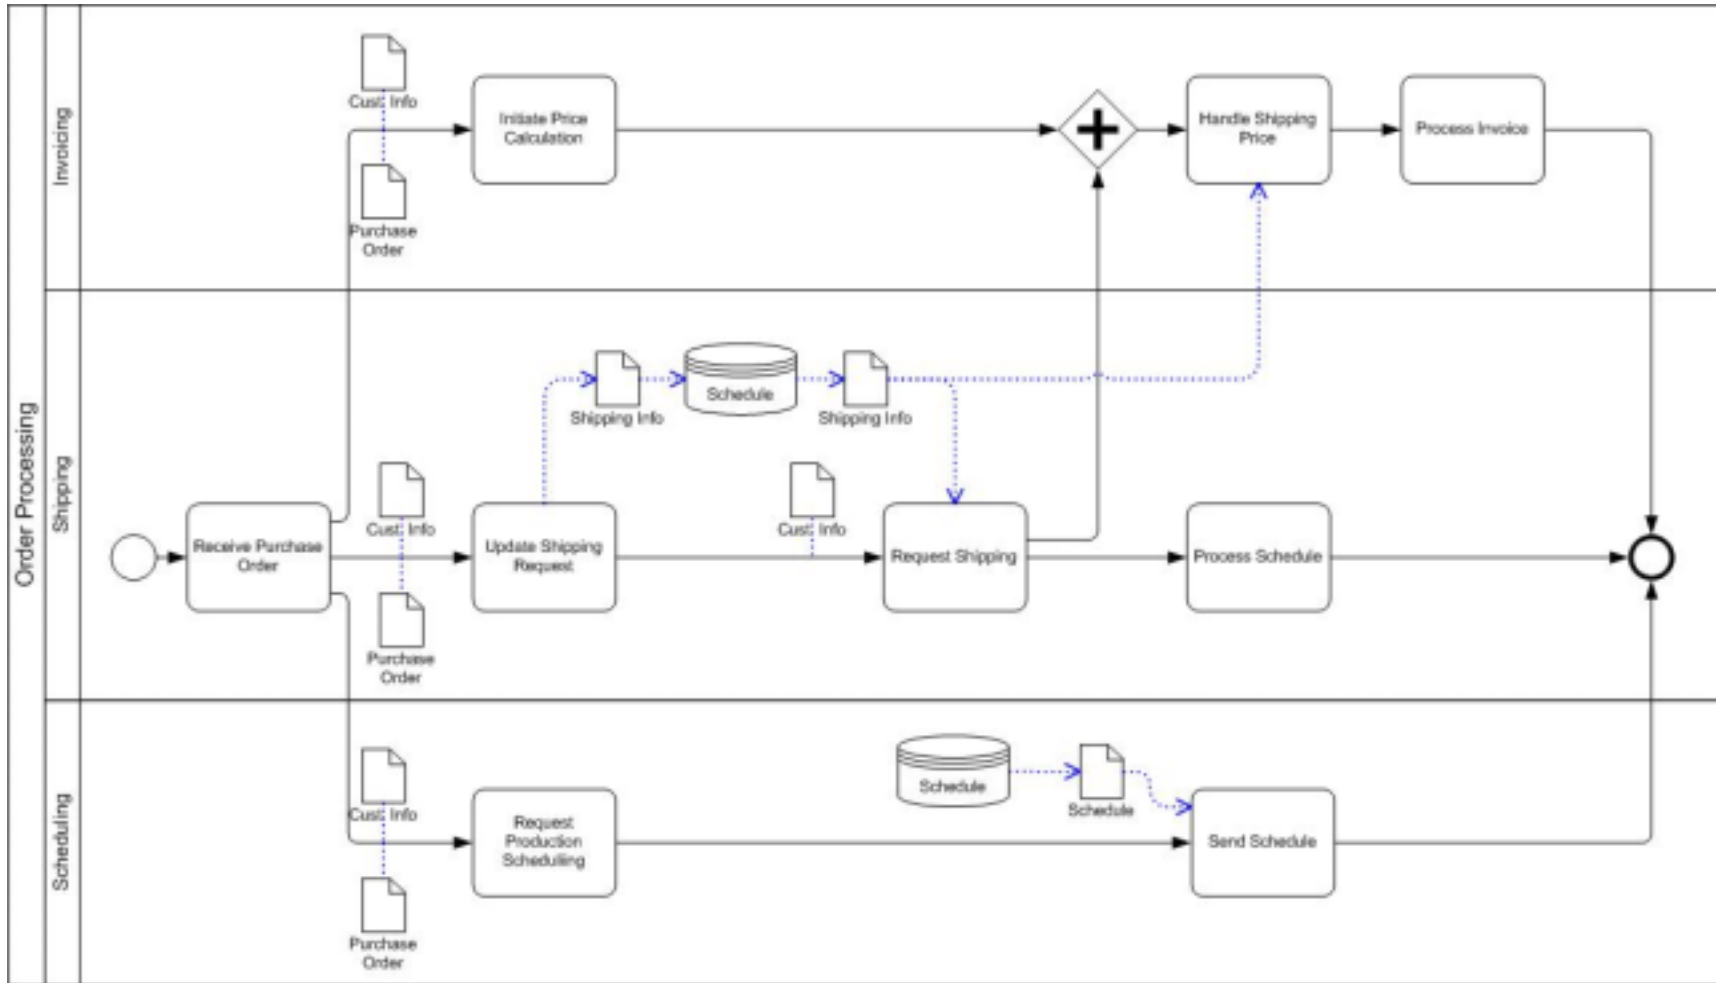 Order Processing
Invoicing
Cust. Info
Purchase
Order
Initiate Price
Calculation
Handle Shipping
Price
Process Invoice
Shipping
Shipping Info
Schedule
Shipping Info
Receive Purchase
Order
Cust. Info
Purchase
Order
Update Shipping
Request
Cust. Info
Request Shipping
Process Schedule
Scheduling
Cust. Info
Purchase
Order
Request
Production
Scheduliing
Schedule
Schedule
Send Schedule